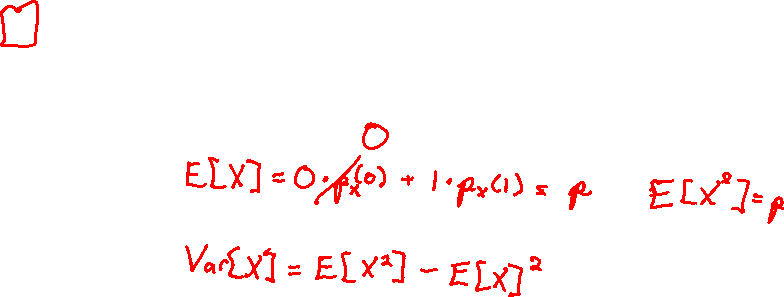 0
E[X] = 0 · pₓ(0) + 1 · pₓ(1) = p    E[X²] = p
Var[X] = E[X²] - E[X]²